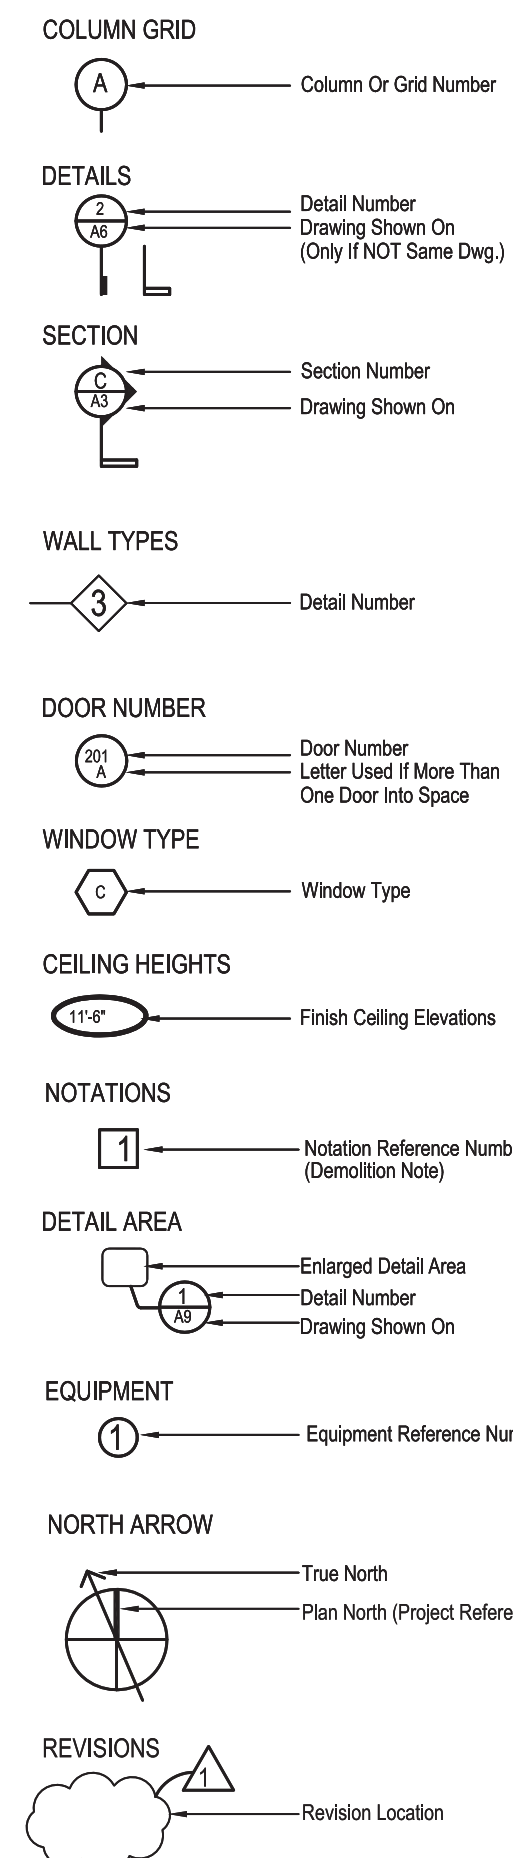 COLUMN GRID
A
Column Or Grid Number
DETAILS
2
A6
Detail Number
Drawing Shown On
(Only If NOT Same Dwg.)
SECTION
C
A3
Section Number
Drawing Shown On
WALL TYPES
3
Detail Number
DOOR NUMBER
201
A
Door Number
Letter Used If More Than
One Door Into Space
WINDOW TYPE
C
Window Type
CEILING HEIGHTS
11'-6"
Finish Ceiling Elevations
NOTATIONS
1
Notation Reference Numb
(Demolition Note)
DETAIL AREA
Enlarged Detail Area
1
A9
Detail Number
Drawing Shown On
EQUIPMENT
1
Equipment Reference Nu
NORTH ARROW
True North
Plan North (Project Refere
REVISIONS
1
Revision Location